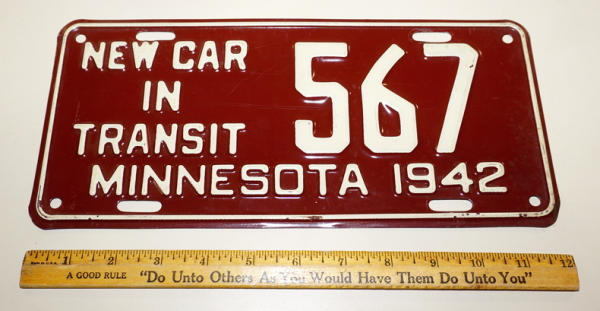 NEW CAR
IN
TRANSIT
567
MINNESOTA 1942
1 2 3 4 5 6 7 8 9 10 11 12
A GOOD RULE "Do Unto Others As You Would Have Them Do Unto You"